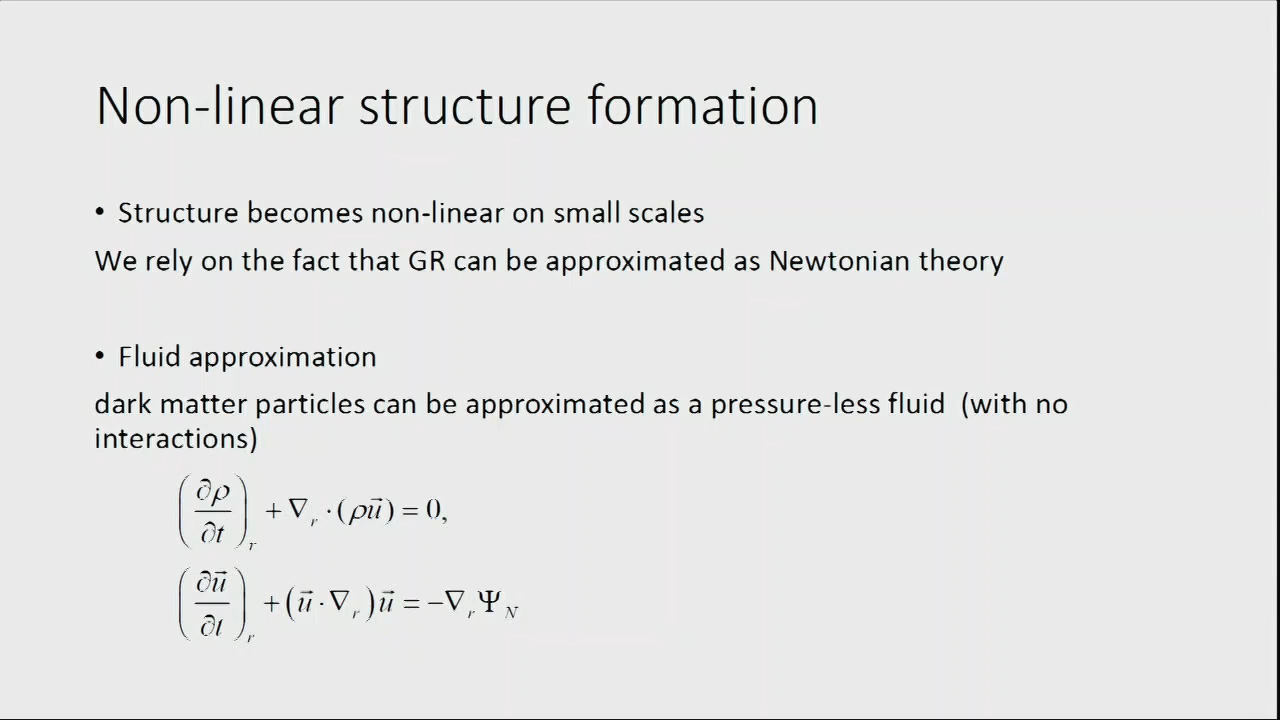 Non-linear structure formation
• Structure becomes non-linear on small scales
We rely on the fact that GR can be approximated as Newtonian theory
• Fluid approximation
dark matter particles can be approximated as a pressure-less fluid (with no
interactions)
(∂ρ/∂t)_r + ∇_r · (ρu⃗) = 0,
(∂u⃗/∂t)_r + (u⃗ · ∇_r)u⃗ = −∇_r Ψ_N